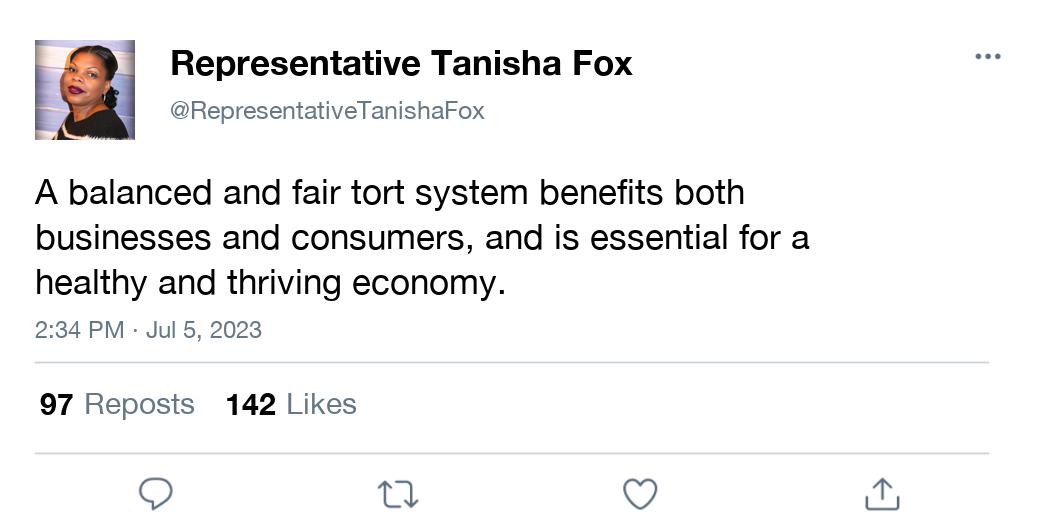 Representative Tanisha Fox
@RepresentativeTanishaFox
A balanced and fair tort system benefits both
businesses and consumers, and is essential for a
healthy and thriving economy.
2:34 PM · Jul 5, 2023
97 Reposts 142 Likes